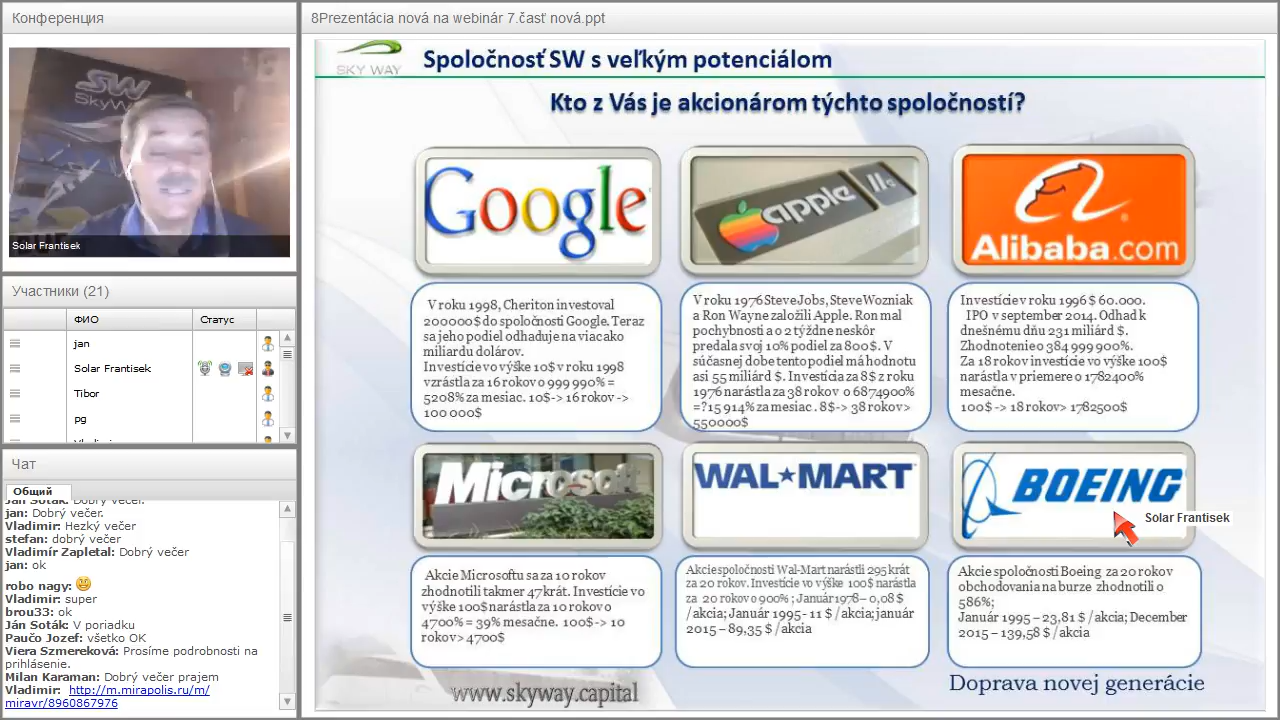 Конференция
SW
SkyWay
Solar Frantisek
Участники (21)
ФИО
Статус
jan
Solar Frantisek
Tibor
pg
Чат
Общий
Ján Soták: Dobrý večer.
jan: Dobrý večer.
Vladimir: Hezký večer
stefan: dobrý večer
Vladimír Zapletal: Dobrý večer
jan: ok
robo nagy:
Vladimir: super
brou33: ok
Ján Soták: V poriadku
Paučo Jozef: všetko OK
Viera Szmereková: Prosíme podrobnosti na
prihlásenie.
Milan Karaman: Dobrý večer prajem
Vladimir: http://m.mirapolis.ru/m/
miravr/8960867976
8Prezentácia nová na webinár 7.časť nová.ppt
SKY WAY
Spoločnosť SW s veľkým potenciálom
Kto z Vás je akcionárom týchto spoločností?
Google
V roku 1998, Cheriton investoval
200000$ do spoločnosti Google. Teraz
sa jeho podiel odhaduje na viac ako
miliardu dolárov.
Investície vo výške 10$ v roku 1998
vzrástla za 16 rokov o 999 990% =
5208% za mesiac. 10$-> 16 rokov ->
100 000$
apple
V roku 1976 Steve Jobs, Steve Wozniak
a Ron Wayne založili Apple. Ron mal
pochybnosti a o 2 týždne neskôr
predala svoj 10% podiel za 800$. V
súčasnej dobe tento podiel má hodnotu
asi 55 miliárd $. Investícia za 8$ z roku
1976 narástla za 38 rokov o 6874900%
=?15 914% za mesiac . 8$-> 38 rokov>
550000$
Alibaba.com
Investície v roku 1996 $ 60.000.
IPO v september 2014. Odhad k
dnešnému dňu 231 miliárd $.
Zhodnotenie o 384 999 900%.
Za 18 rokov investície vo výške 100$
narástla v priemere o 1782400%
mesačne.
100$ -> 18 rokov> 1782500$
Microsoft
Akcie Microsoftu sa za 10 rokov
zhodnotili takmer 47 krát. Investície vo
výške 100$ narástla za 10 rokov o
4700% = 39% mesačne. 100$-> 10
rokov> 4700$
WAL★MART
Akcie spoločnosti Wal-Mart narástli 295 krát
za 20 rokov. Investície vo výške 100$ narástla
za 20 rokov o 900% ; Január 1978 – 0,08 $
/akcia; Január 1995 - 11 $ /akcia; január
2015 – 89,35 $ /akcia
BOEING
Solar Frantisek
Akcie spoločnosti Boeing za 20 rokov
obchodovania na burze zhodnotili o
586%;
Január 1995 – 23,81 $ /akcia; December
2015 – 139,58 $ /akcia
www.skyway.capital
Doprava novej generácie